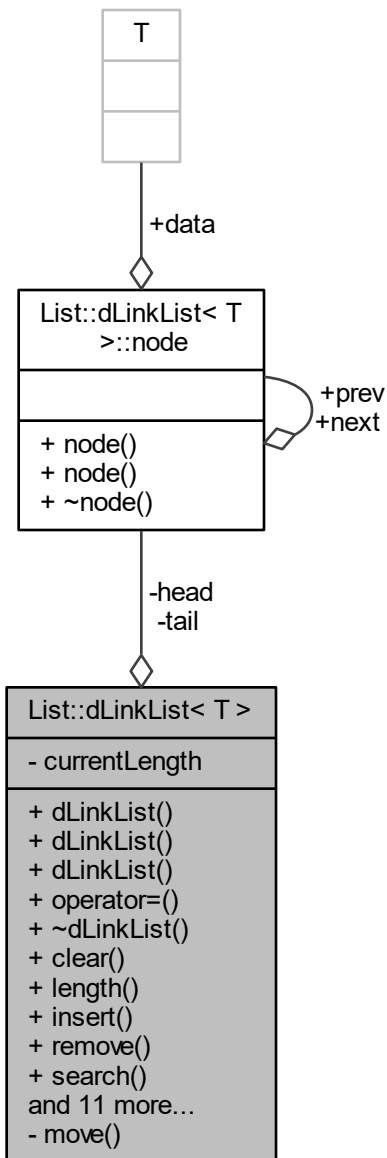 T
+data
List::dLinkList< T
>::node
+prev
+next
+ node()
+ node()
+ ~node()
-head
-tail
List::dLinkList< T >
- currentLength
+ dLinkList()
+ dLinkList()
+ dLinkList()
+ operator=()
+ ~dLinkList()
+ clear()
+ length()
+ insert()
+ remove()
+ search()
and 11 more...
- move()